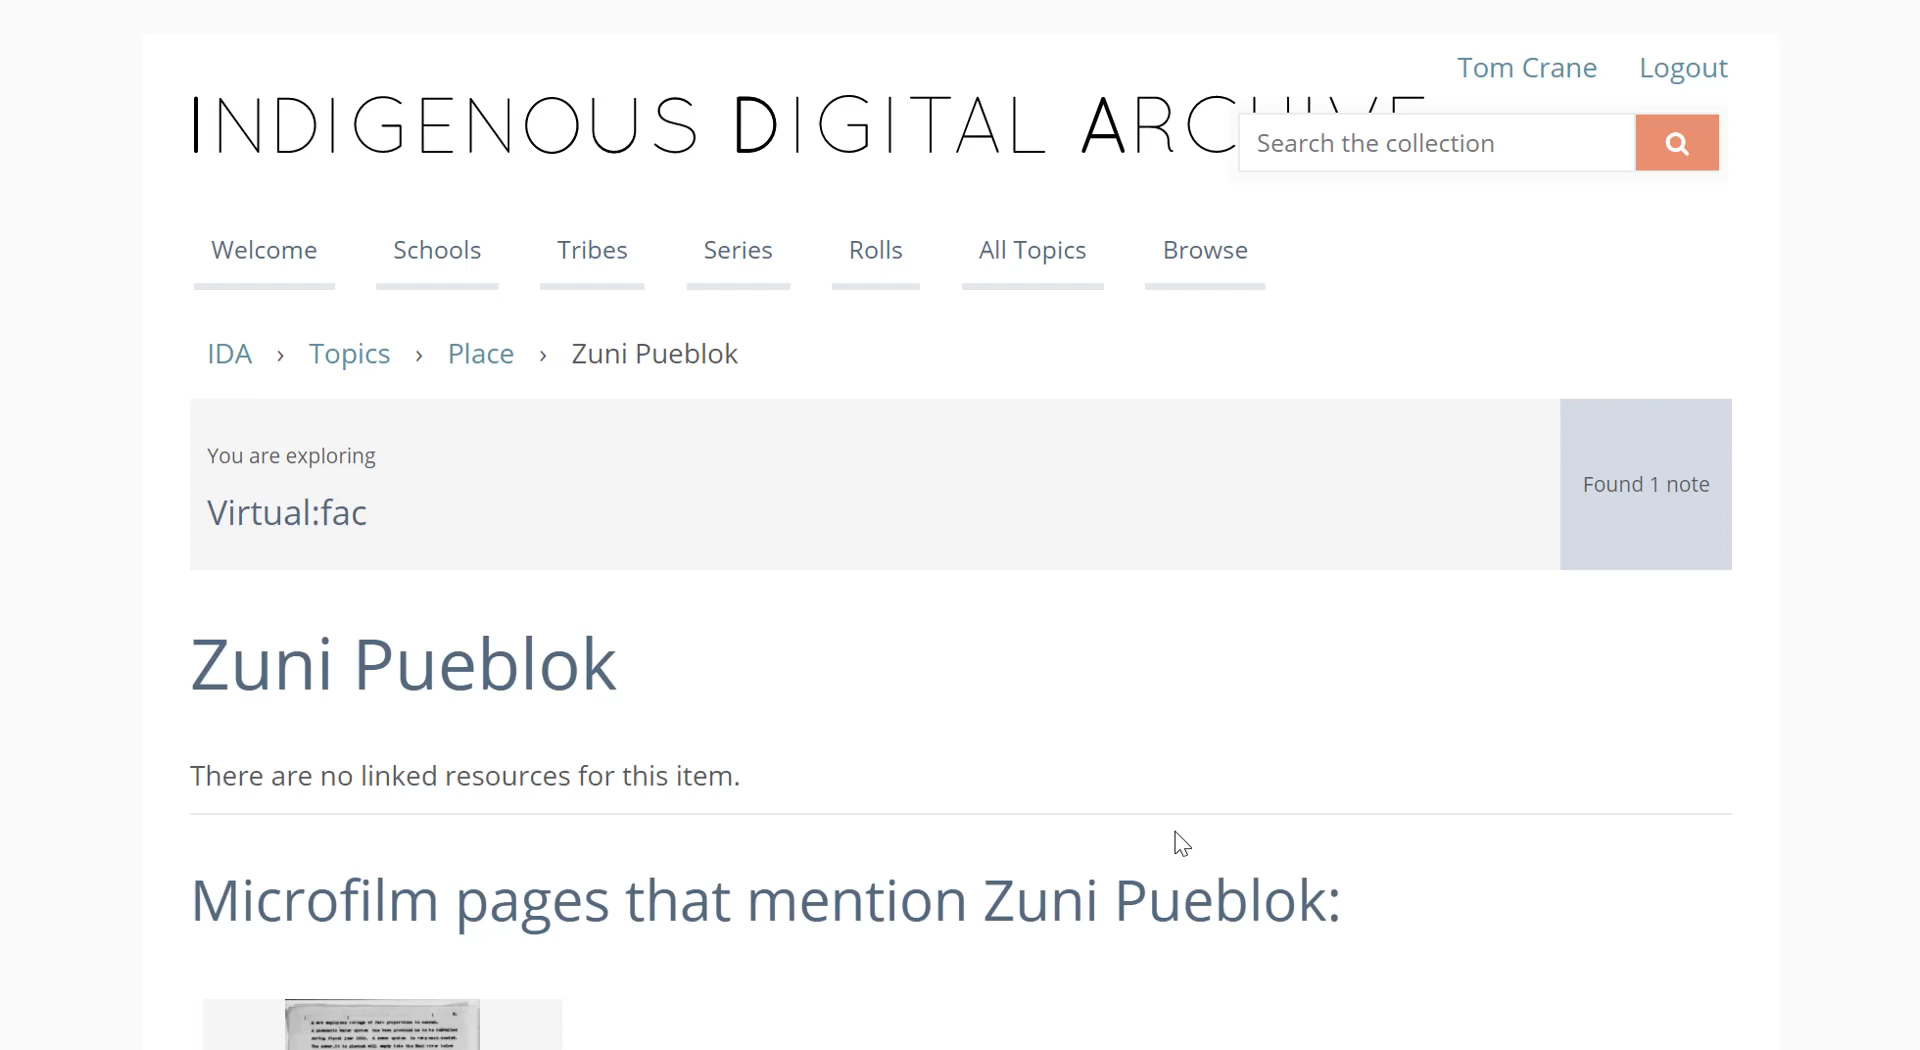 Tom Crane Logout
INDIGENOUS DIGITAL ARCHIVE
Search the collection
Welcome Schools Tribes Series Rolls All Topics Browse
IDA › Topics › Place › Zuni Pueblok
You are exploring
Virtual:fac
Found 1 note
Zuni Pueblok
There are no linked resources for this item.
Microfilm pages that mention Zuni Pueblok: